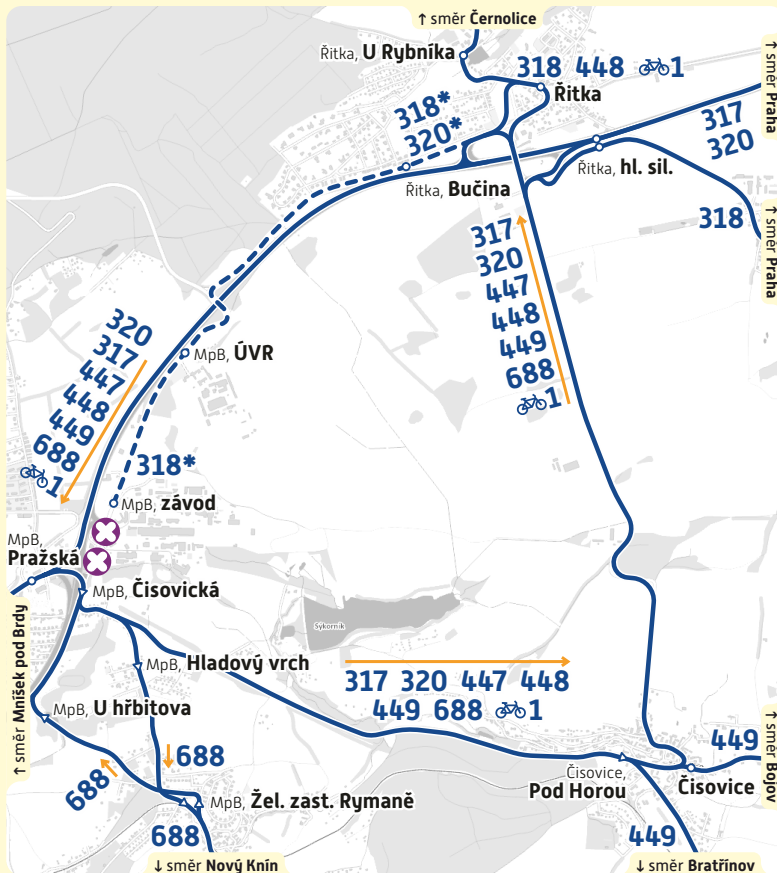 ↑ směr Černolice
Řitka, U Rybníka
318 448 1
Řitka
↑ směr Praha
318*
320*
317
320
Řitka, Bučina
Řitka, hl. sil.
318
↑ směr Praha
317
320
447
448
449
688
1
320
317
447
448
449
688
1
MpB, ÚVR
318*
MpB, závod
MpB,
Pražská
MpB, Čisovická
Sýkorník
↑ směr Mníšek pod Brdy
MpB, Hladový vrch
317 320 447 448
449 688 1
MpB, U hřbitova
688
688
MpB, Žel. zast. Rymaně
688
↓ směr Nový Knín
Čisovice,
Pod Horou
Čisovice
449
↑ směr Bojov
449
↓ směr Bratřínov